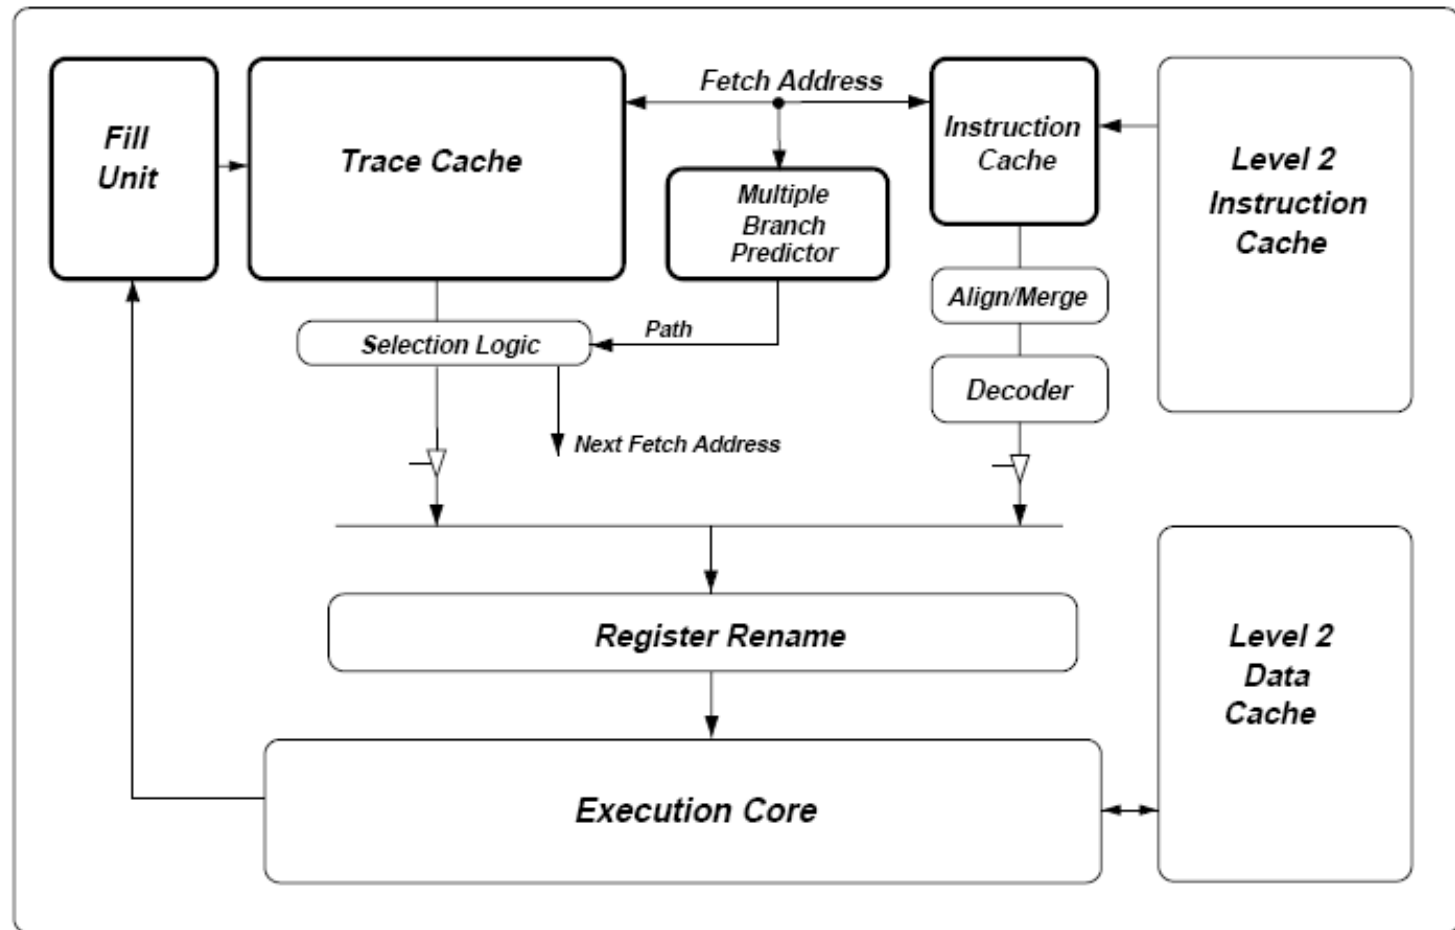 Fill
Unit
Trace Cache
Fetch Address
Multiple
Branch
Predictor
Instruction
Cache
Level 2
Instruction
Cache
Align/Merge
Selection Logic
Path
Decoder
Next Fetch Address
Register Rename
Level 2
Data
Cache
Execution Core